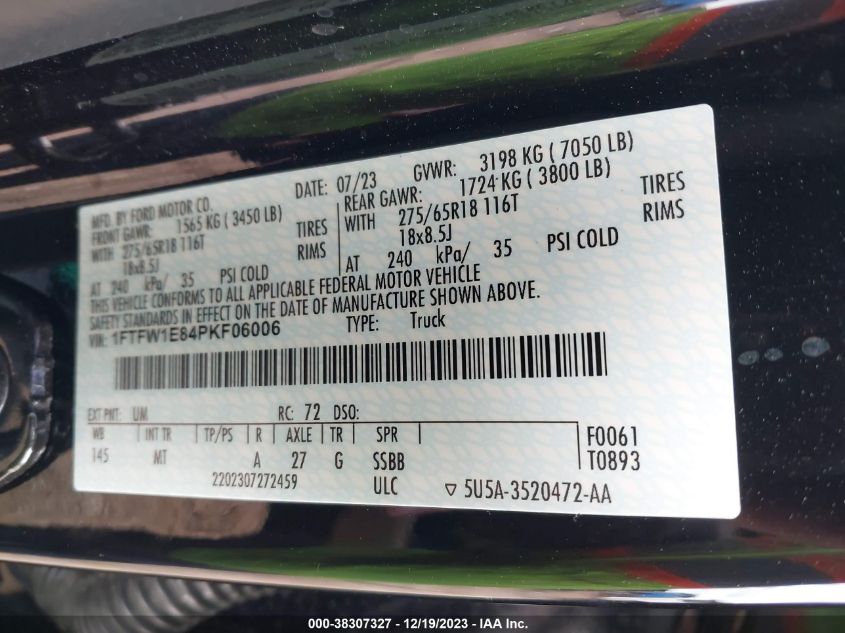 MFD. BY FORD MOTOR CO.
DATE: 07/23
GVWR: 3198 KG ( 7050 LB)
FRONT GAWR: 1565 KG ( 3450 LB)
WITH 275/65R18 116T TIRES
18x8.5J RIMS
AT 240 kPa/ 35 PSI COLD
REAR GAWR: 1724 KG ( 3800 LB)
WITH 275/65R18 116T TIRES
18x8.5J RIMS
AT 240 kPa/ 35 PSI COLD
THIS VEHICLE CONFORMS TO ALL APPLICABLE FEDERAL MOTOR VEHICLE
SAFETY STANDARDS IN EFFECT ON THE DATE OF MANUFACTURE SHOWN ABOVE.
VIN: 1FTFW1E84PKF06006 TYPE: Truck
EXT PNT: UM RC: 72 DSO:
WB INT TR TP/PS R AXLE TR SPR F0061
145 MT A 27 G SSBB T0893
2202307272459 ULC ▽ 5U5A-3520472-AA
000-38307327 - 12/19/2023 - IAA Inc.